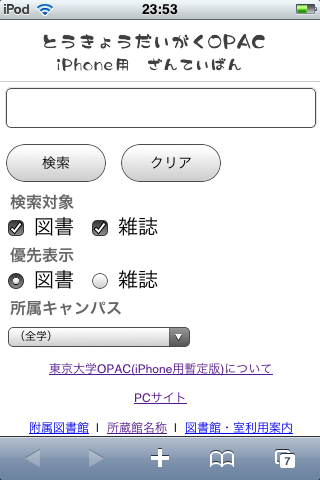 iPod 23:53
とうきょうだいがくOPAC
iPhone用 ざんていばん
検索 クリア
検索対象
図書 雑誌
優先表示
図書 雑誌
所属キャンパス
（全学）
東京大学OPAC(iPhone用暫定版)について
PCサイト
附属図書館 | 所蔵館名称 | 図書館・室利用案内
7